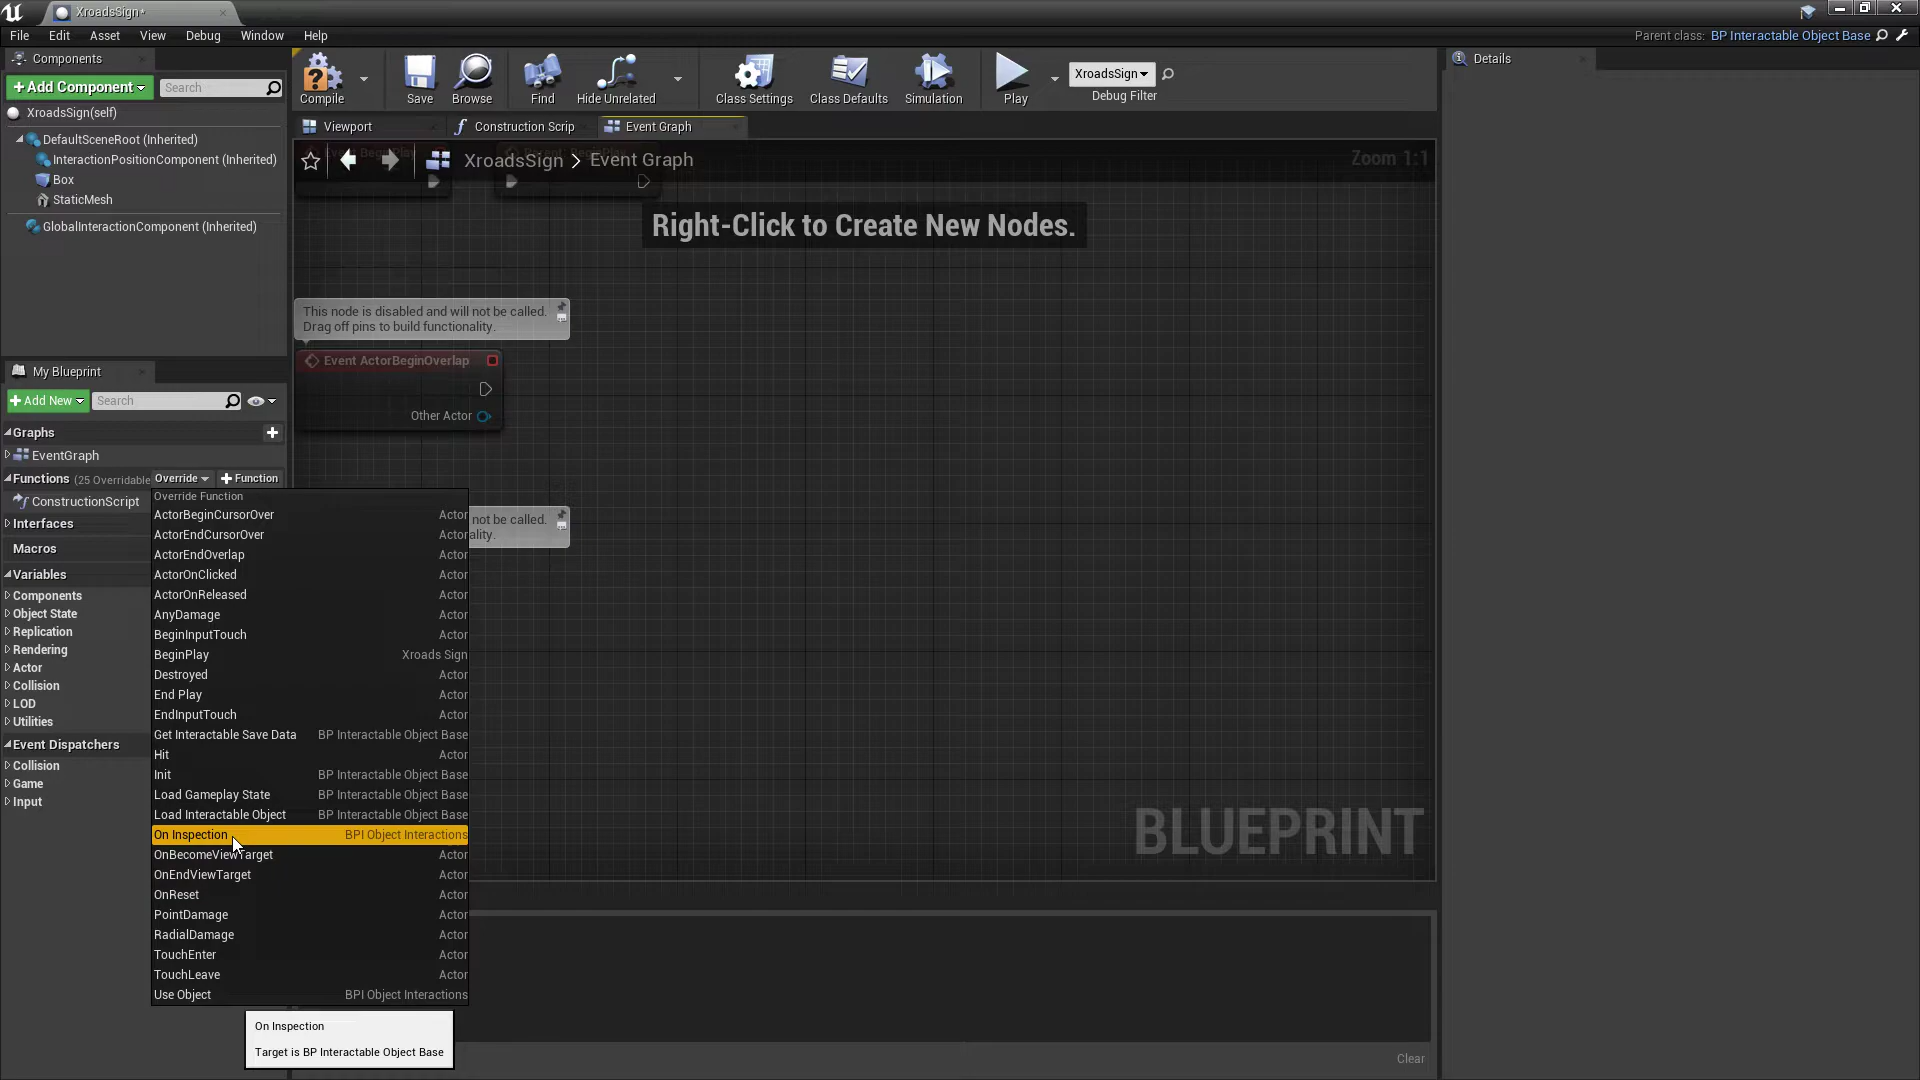 XroadsSign*
File Edit Asset View Debug Window Help
Parent class: BP Interactable Object Base
Components
+Add Component
Search
XroadsSign(self)
DefaultSceneRoot (Inherited)
InteractionPositionComponent (Inherited)
Box
StaticMesh
GlobalInteractionComponent (Inherited)
Compile
Save
Browse
Find
Hide Unrelated
Class Settings
Class Defaults
Simulation
Play
XroadsSign
Debug Filter
Details
Viewport
Construction Scrip
Event Graph
XroadsSign > Event Graph
Zoom 1:1
Right-Click to Create New Nodes.
This node is disabled and will not be called.
Drag off pins to build functionality.
Event ActorBeginOverlap
Other Actor
not be called.
ality.
BLUEPRINT
Clear
My Blueprint
+Add New
Search
Graphs
EventGraph
Functions (25 Overridable
Override
+Function
ConstructionScript
Interfaces
Macros
Variables
Components
Object State
Replication
Rendering
Actor
Collision
LOD
Utilities
Event Dispatchers
Collision
Game
Input
Override Function
ActorBeginCursorOver Actor
ActorEndCursorOver Actor
ActorEndOverlap Actor
ActorOnClicked Actor
ActorOnReleased Actor
AnyDamage Actor
BeginInputTouch Actor
BeginPlay Xroads Sign
Destroyed Actor
End Play Actor
EndInputTouch Actor
Get Interactable Save Data BP Interactable Object Base
Hit Actor
Init BP Interactable Object Base
Load Gameplay State BP Interactable Object Base
Load Interactable Object BP Interactable Object Base
On Inspection BPI Object Interactions
OnBecomeViewTarget Actor
OnEndViewTarget Actor
OnReset Actor
PointDamage Actor
RadialDamage Actor
TouchEnter Actor
TouchLeave Actor
Use Object BPI Object Interactions
On Inspection
Target is BP Interactable Object Base